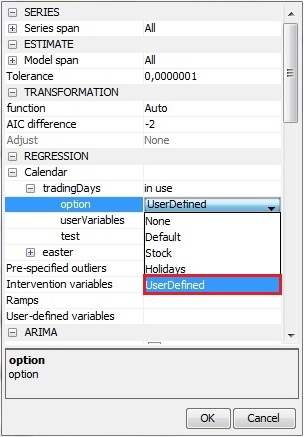 SERIES
Series span All
ESTIMATE
Model span All
Tolerance 0,0000001
TRANSFORMATION
function Auto
AIC difference -2
Adjust None
REGRESSION
Calendar
tradingDays in use
option UserDefined
userVariables None
test Default
easter Stock
Pre-specified outliers Holidays
Intervention variables UserDefined
Ramps
User-defined variables
ARIMA
option
option
OK Cancel